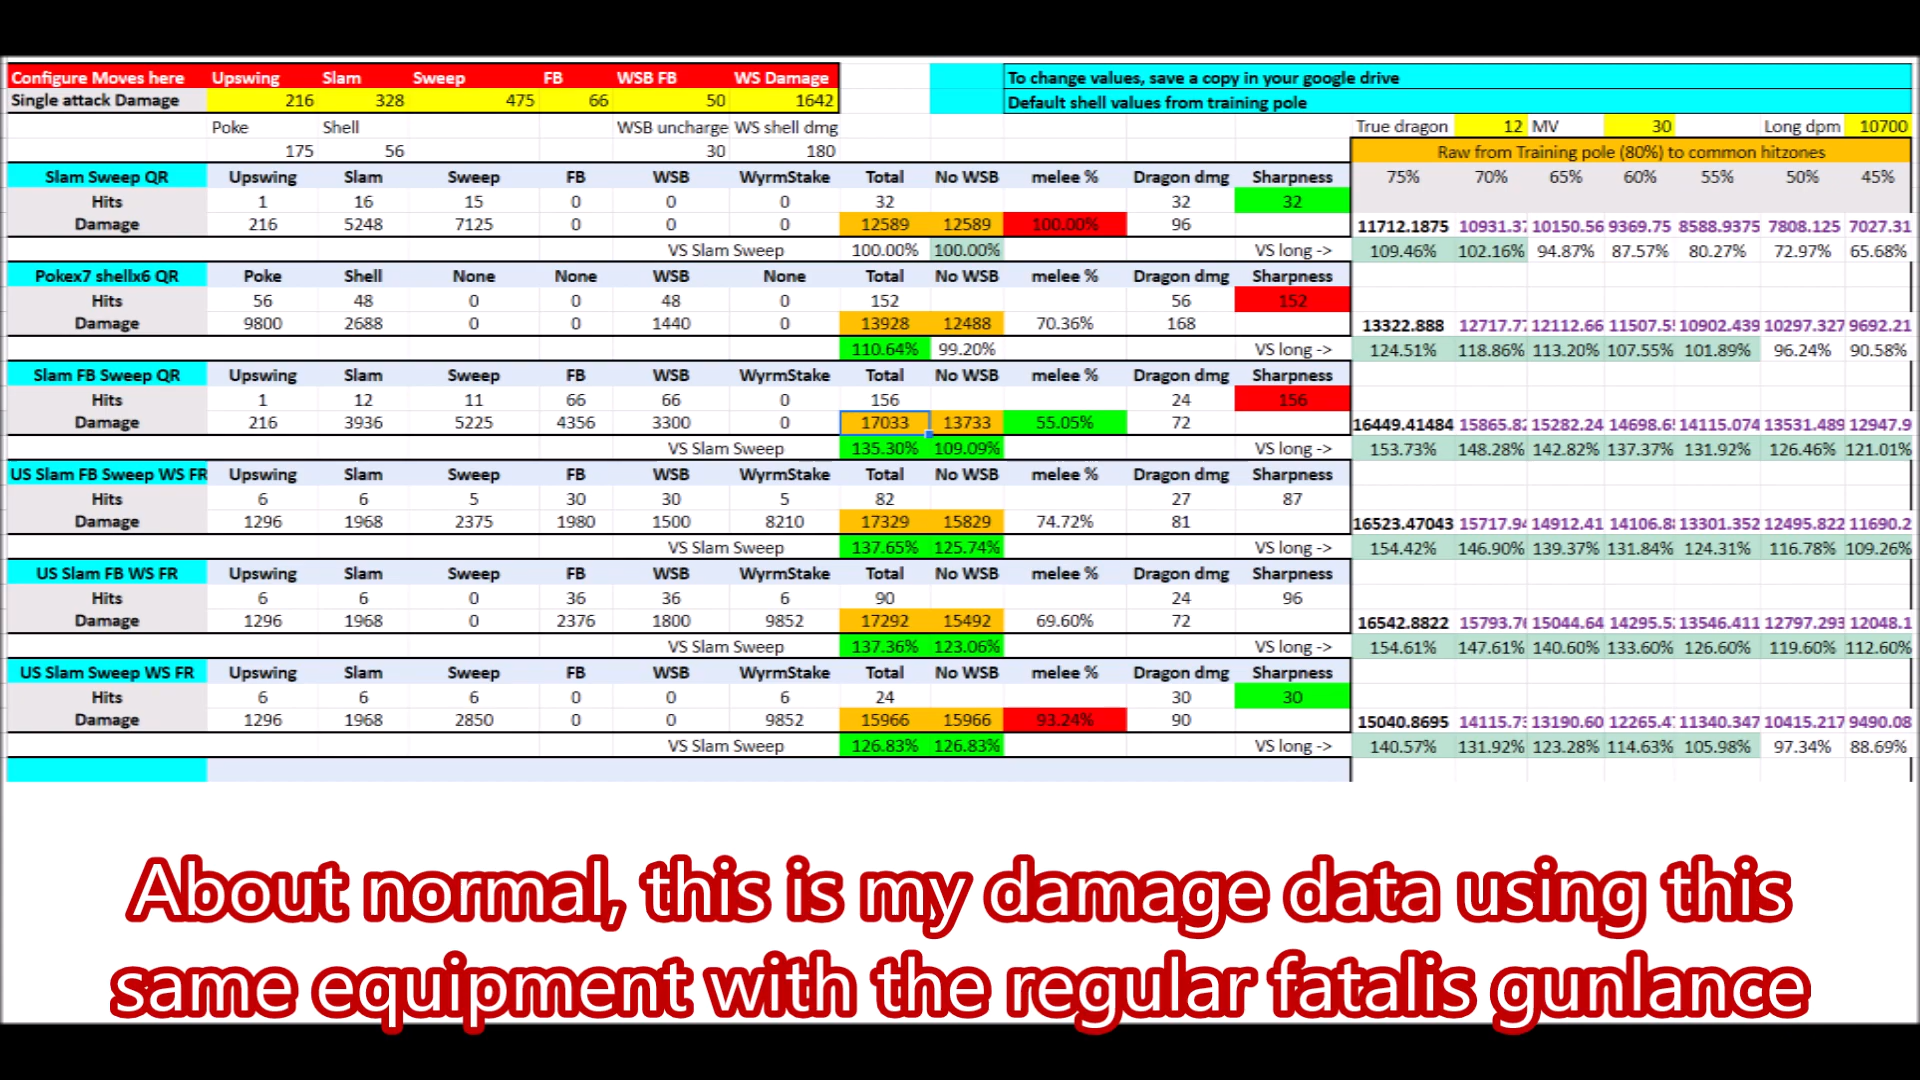 Configure Moves here Upswing Slam Sweep FB WSB FB WS Damage To change values, save a copy in your google drive
Single attack Damage 216 328 475 66 50 1642 Default shell values from training pole
Poke Shell WSB uncharge WS shell dmg True dragon 12 MV 30 Long dpm 10700
175 56 30 180 Raw from Training pole (80%) to common hitzones
Slam Sweep QR Upswing Slam Sweep FB WSB WyrmStake Total No WSB melee % Dragon dmg Sharpness 75% 70% 65% 60% 55% 50% 45%
Hits 1 16 15 0 0 0 32 32 32
Damage 216 5248 7125 0 0 0 12589 12589 100.00% 96 11712.1875 10931.37 10150.56 9369.75 8588.9375 7808.125 7027.31
VS Slam Sweep 100.00% 100.00% VS long -> 109.46% 102.16% 94.87% 87.57% 80.27% 72.97% 65.68%
Pokex7 shellx6 QR Poke Shell None None WSB None Total No WSB melee % Dragon dmg Sharpness
Hits 56 48 0 0 48 0 152 56 152
Damage 9800 2688 0 0 1440 0 13928 12488 70.36% 168 13322.888 12717.77 12112.66 11507.5 10902.439 10297.327 9692.21
110.64% 99.20% VS long -> 124.51% 118.86% 113.20% 107.55% 101.89% 96.24% 90.58%
Slam FB Sweep QR Upswing Slam Sweep FB WSB WyrmStake Total No WSB melee % Dragon dmg Sharpness
Hits 1 12 11 66 66 0 156 24 156
Damage 216 3936 5225 4356 3300 0 17033 13733 55.05% 72 16449.41484 15865.82 15282.24 14698.6 14115.074 13531.489 12947.9
VS Slam Sweep 135.30% 109.09% VS long -> 153.73% 148.28% 142.82% 137.37% 131.92% 126.46% 121.01%
US Slam FB Sweep WS FR Upswing Slam Sweep FB WSB WyrmStake Total No WSB melee % Dragon dmg Sharpness
Hits 6 6 5 30 30 5 82 27 87
Damage 1296 1968 2375 1980 1500 8210 17329 15829 74.72% 81 16523.47043 15717.94 14912.41 14106.8 13301.352 12495.822 11690.2
VS Slam Sweep 137.65% 125.74% VS long -> 154.42% 146.90% 139.37% 131.84% 124.31% 116.78% 109.26%
US Slam FB WS FR Upswing Slam Sweep FB WSB WyrmStake Total No WSB melee % Dragon dmg Sharpness
Hits 6 6 0 36 36 6 90 24 96
Damage 1296 1968 0 2376 1800 9852 17292 15492 69.60% 72 16542.8822 15793.76 15044.64 14295.5 13546.411 12797.293 12048.1
VS Slam Sweep 137.36% 123.06% VS long -> 154.61% 147.61% 140.60% 133.60% 126.60% 119.60% 112.60%
US Slam Sweep WS FR Upswing Slam Sweep FB WSB WyrmStake Total No WSB melee % Dragon dmg Sharpness
Hits 6 6 6 0 0 6 24 30 30
Damage 1296 1968 2850 0 0 9852 15966 15966 93.24% 90 15040.8695 14115.73 13190.60 12265.4 11340.347 10415.217 9490.08
VS Slam Sweep 126.83% 126.83% VS long -> 140.57% 131.92% 123.28% 114.63% 105.98% 97.34% 88.69%
About normal, this is my damage data using this
same equipment with the regular fatalis gunlance